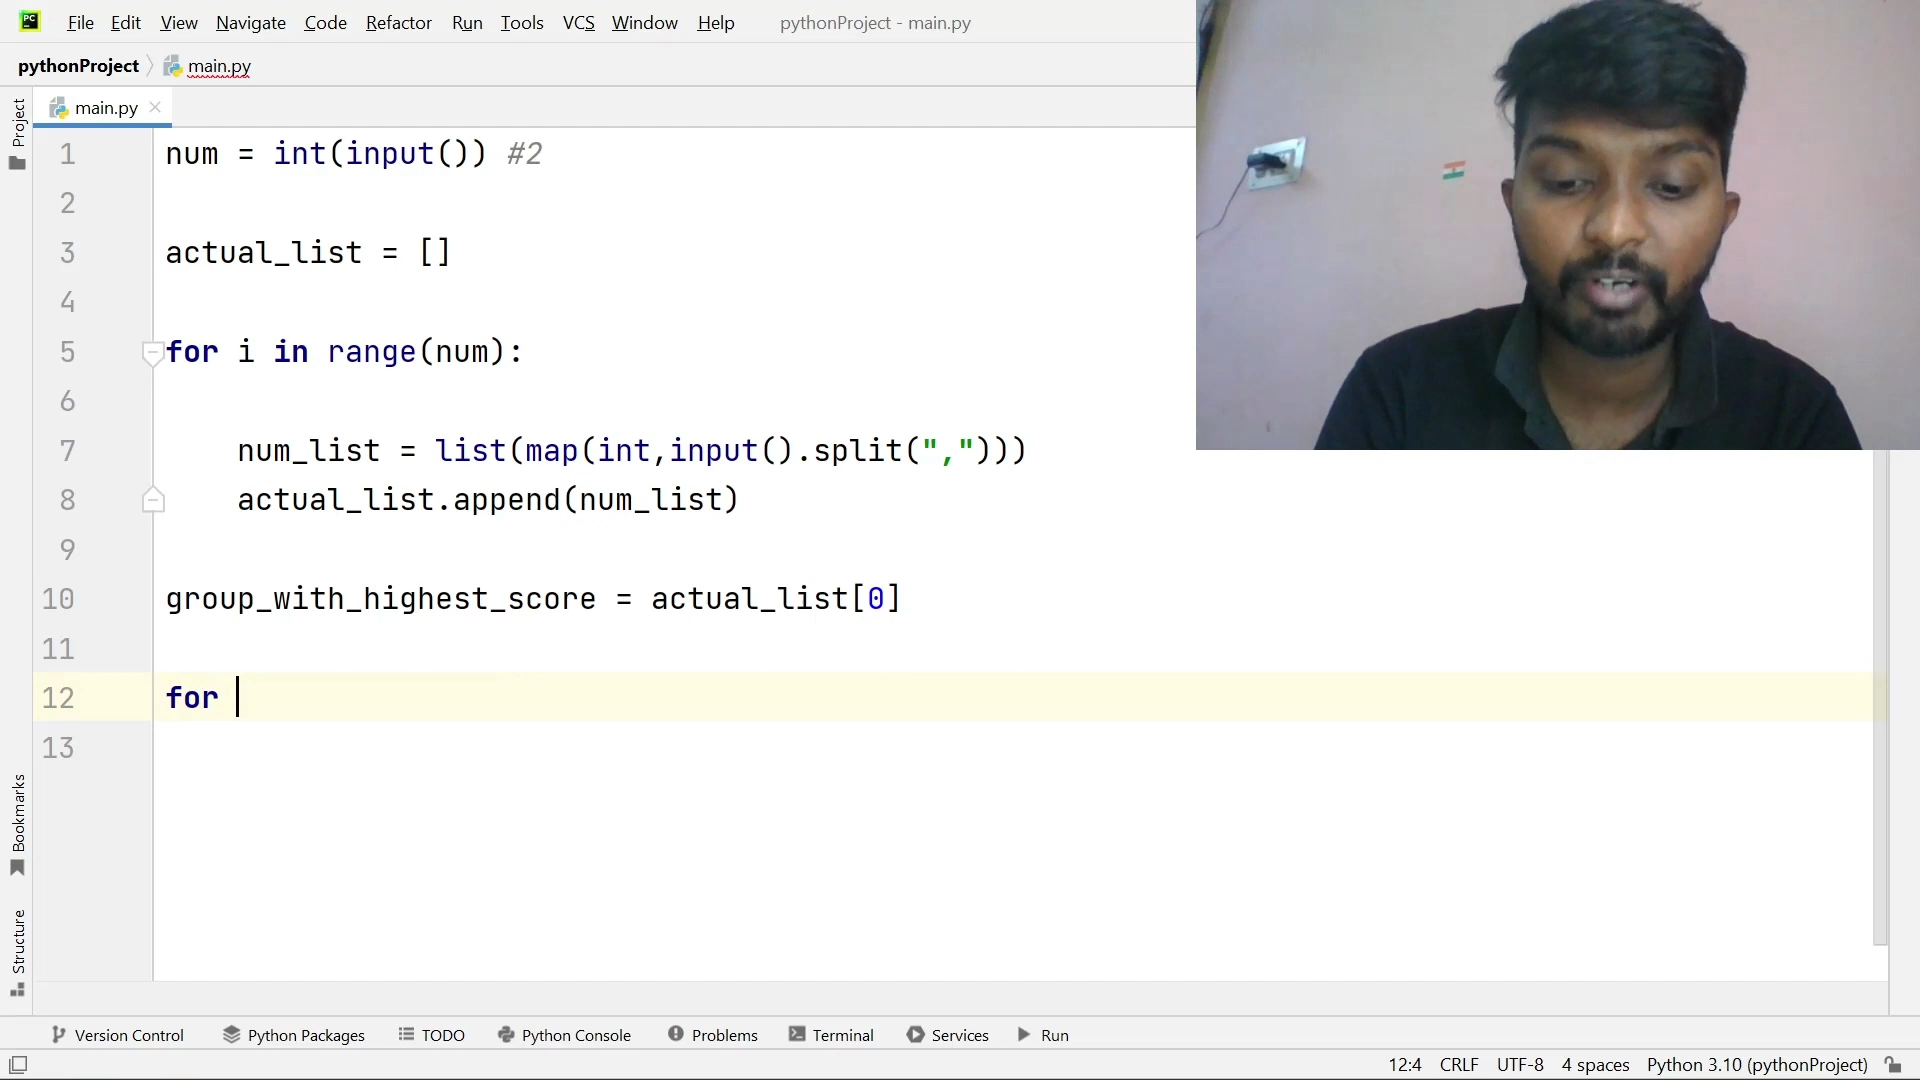 PC File Edit View Navigate Code Refactor Run Tools VCS Window Help pythonProject - main.py
pythonProject main.py
main.py
Project
1 num = int(input()) #2
2
3 actual_list = []
4
5 for i in range(num):
6
7 num_list = list(map(int,input().split(",")))
8 actual_list.append(num_list)
9
10 group_with_highest_score = actual_list[0]
11
12 for
13
Bookmarks
Structure
Version Control Python Packages TODO Python Console Problems Terminal Services Run
12:4 CRLF UTF-8 4 spaces Python 3.10 (pythonProject)